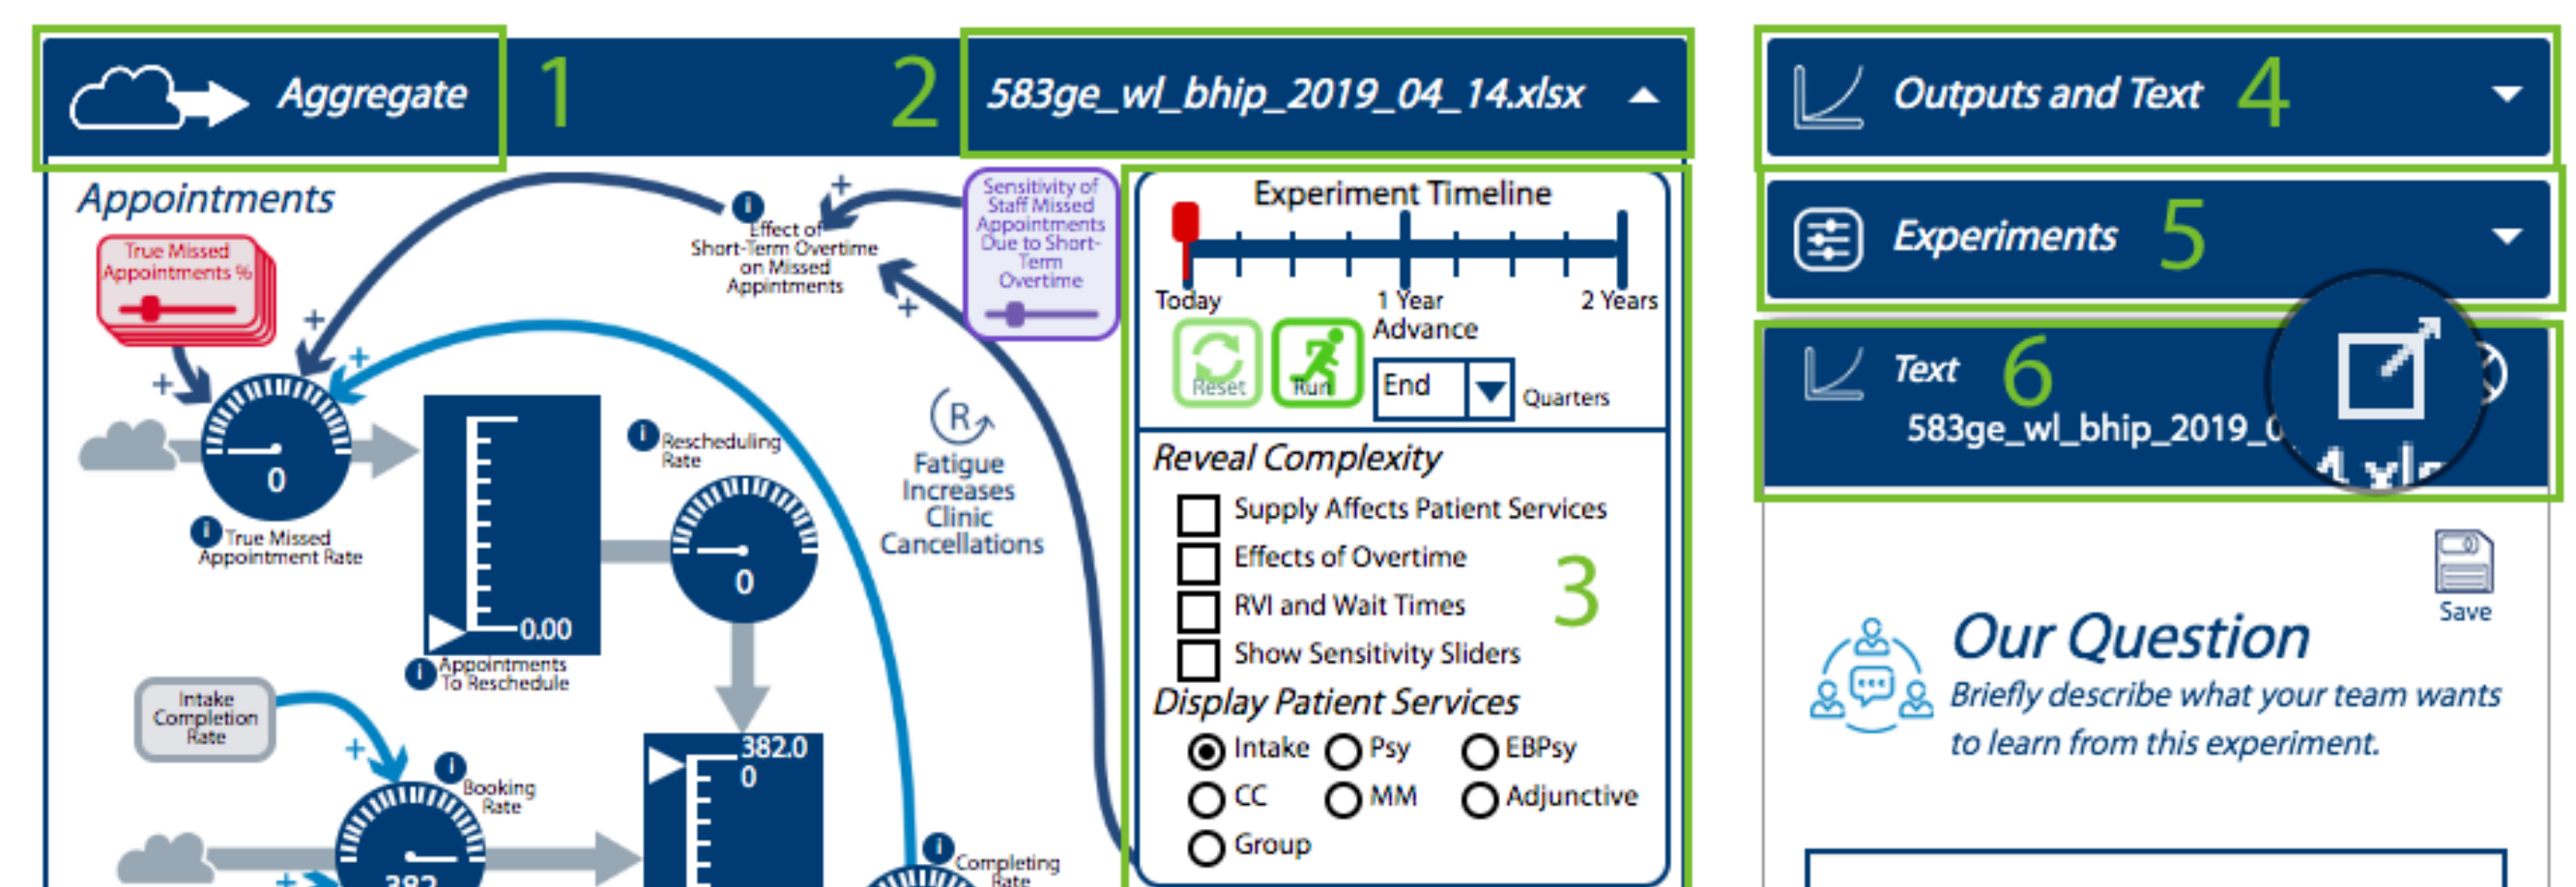 Aggregate
1
2
583ge_wl_bhip_2019_04_14.xlsx
Appointments
True Missed
Appointments %
+
+
+
True Missed
Appointment Rate
0
Effect of
Short-Term Overtime
on Missed
Appintments
+
+
Sensitivity of
Staff Missed
Appointments
Due to Short-
Term
Overtime
0.00
Appointments
To Reschedule
Rescheduling
Rate
0
R
Fatigue
Increases
Clinic
Cancellations
Intake
Completion
Rate
+
Booking
Rate
382
+
382.0
0
Completing
Rate
Experiment Timeline
Today
1 Year
2 Years
Reset
Run
Advance
End
Quarters
Reveal Complexity
Supply Affects Patient Services
Effects of Overtime
RVI and Wait Times
Show Sensitivity Sliders
3
Display Patient Services
Intake Psy EBPsy
CC MM Adjunctive
Group
Outputs and Text 4
Experiments 5
Text 6
583ge_wl_bhip_2019_0
Save
Our Question
Briefly describe what your team wants
to learn from this experiment.